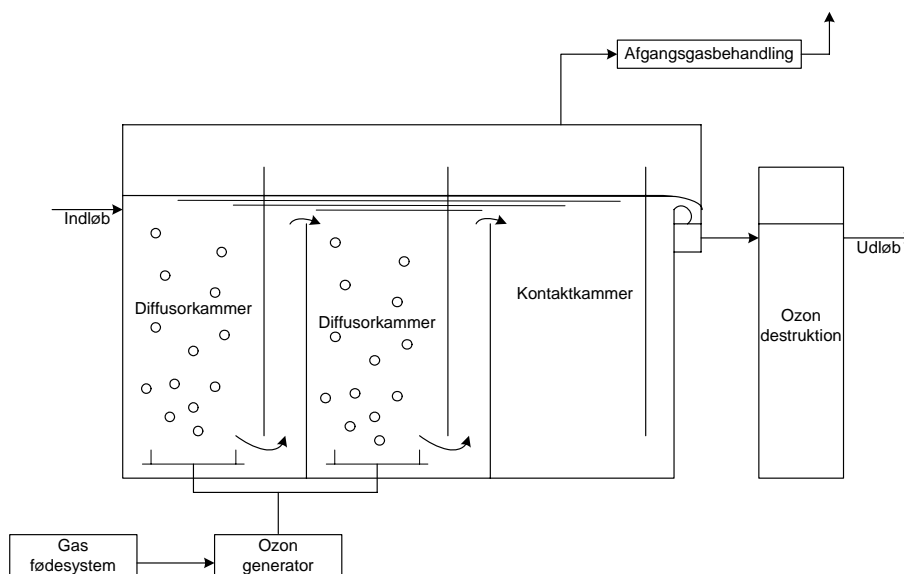 Afgangsgasbehandling
Indløb
Udløb
Diffusorkammer
Diffusorkammer
Kontaktkammer
Ozon
destruktion
Gas
fødesystem
Ozon
generator